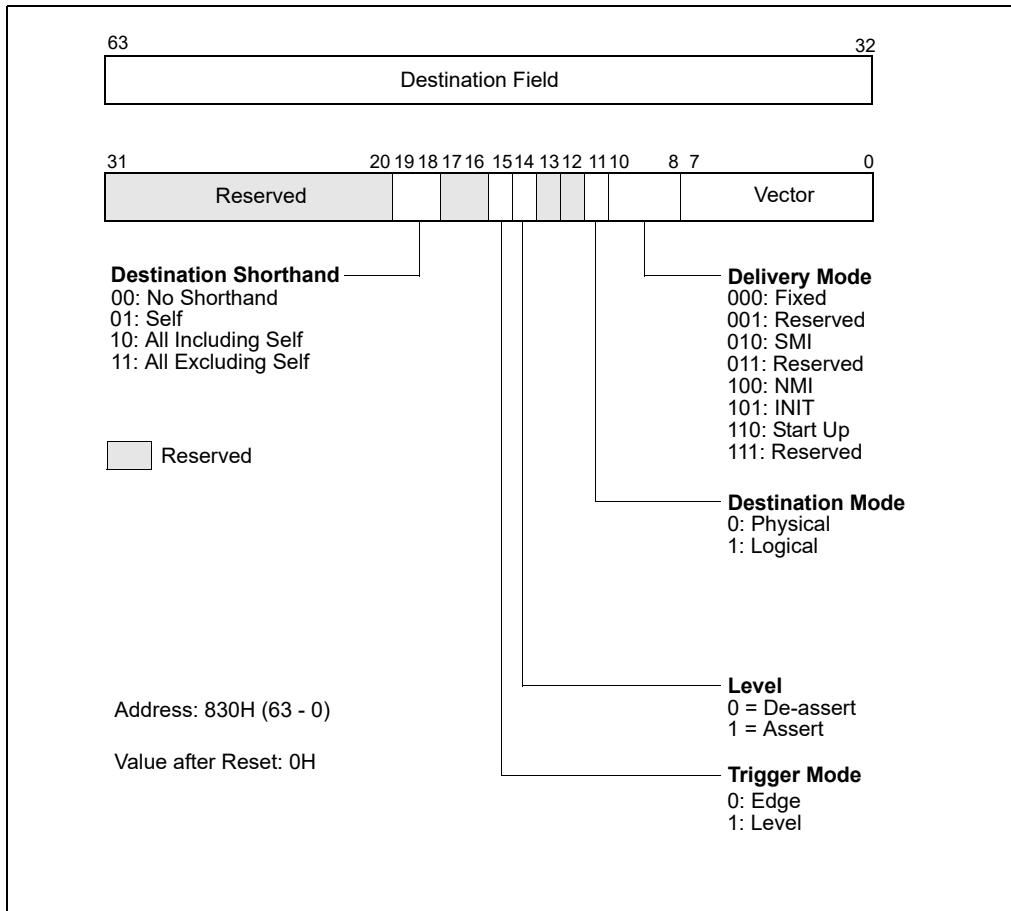 63 32
Destination Field
31 20 19 18 17 16 15 14 13 12 11 10 8 7 0
Reserved Vector
Destination Shorthand
00: No Shorthand
01: Self
10: All Including Self
11: All Excluding Self
Reserved
Delivery Mode
000: Fixed
001: Reserved
010: SMI
011: Reserved
100: NMI
101: INIT
110: Start Up
111: Reserved
Destination Mode
0: Physical
1: Logical
Level
0 = De-assert
1 = Assert
Address: 830H (63 - 0)
Value after Reset: 0H
Trigger Mode
0: Edge
1: Level